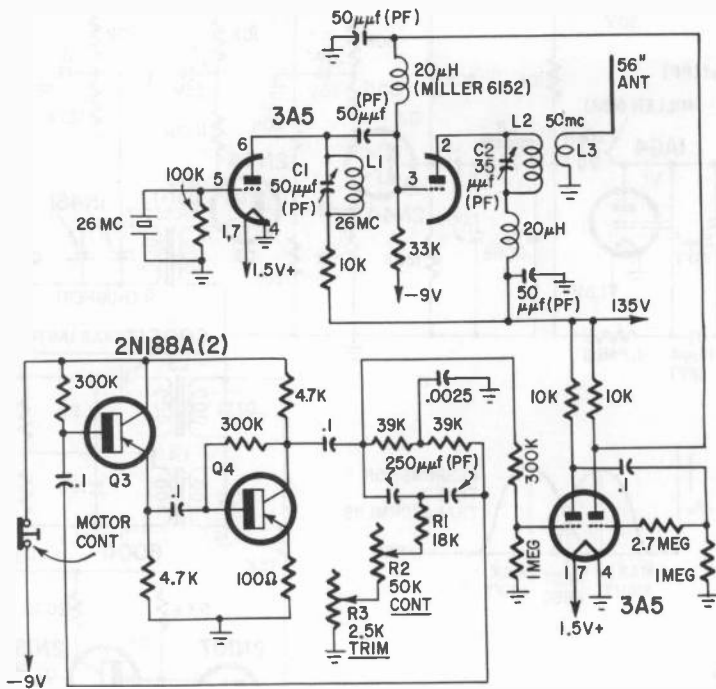 50μμf(PF)
20μH
(MILLER 6152)
56"
ANT
3A5
(PF)
50μμf
6
2
L2
5Cmc
L3
100K
5
C1
50μμf
(PF)
L1
3
C2
35
μμf
(PF)
26 MC
1,7
4
1.5V+
26MC
10K
33K
-9V
20μH
50
μμf(PF)
135V
2N188A(2)
300K
4.7K
300K
.1
.0025
39K
39K
10K
10K
Q3
.1
.1
Q4
250μμf(PF)
300K
.1
MOTOR
CONT
R1
18K
2.7MEG
4.7K
100Ω
R2
50K
CONT
1MEG
1 7
4
1MEG
R3
2.5K
TRIM
3A5
1.5V+
-9V